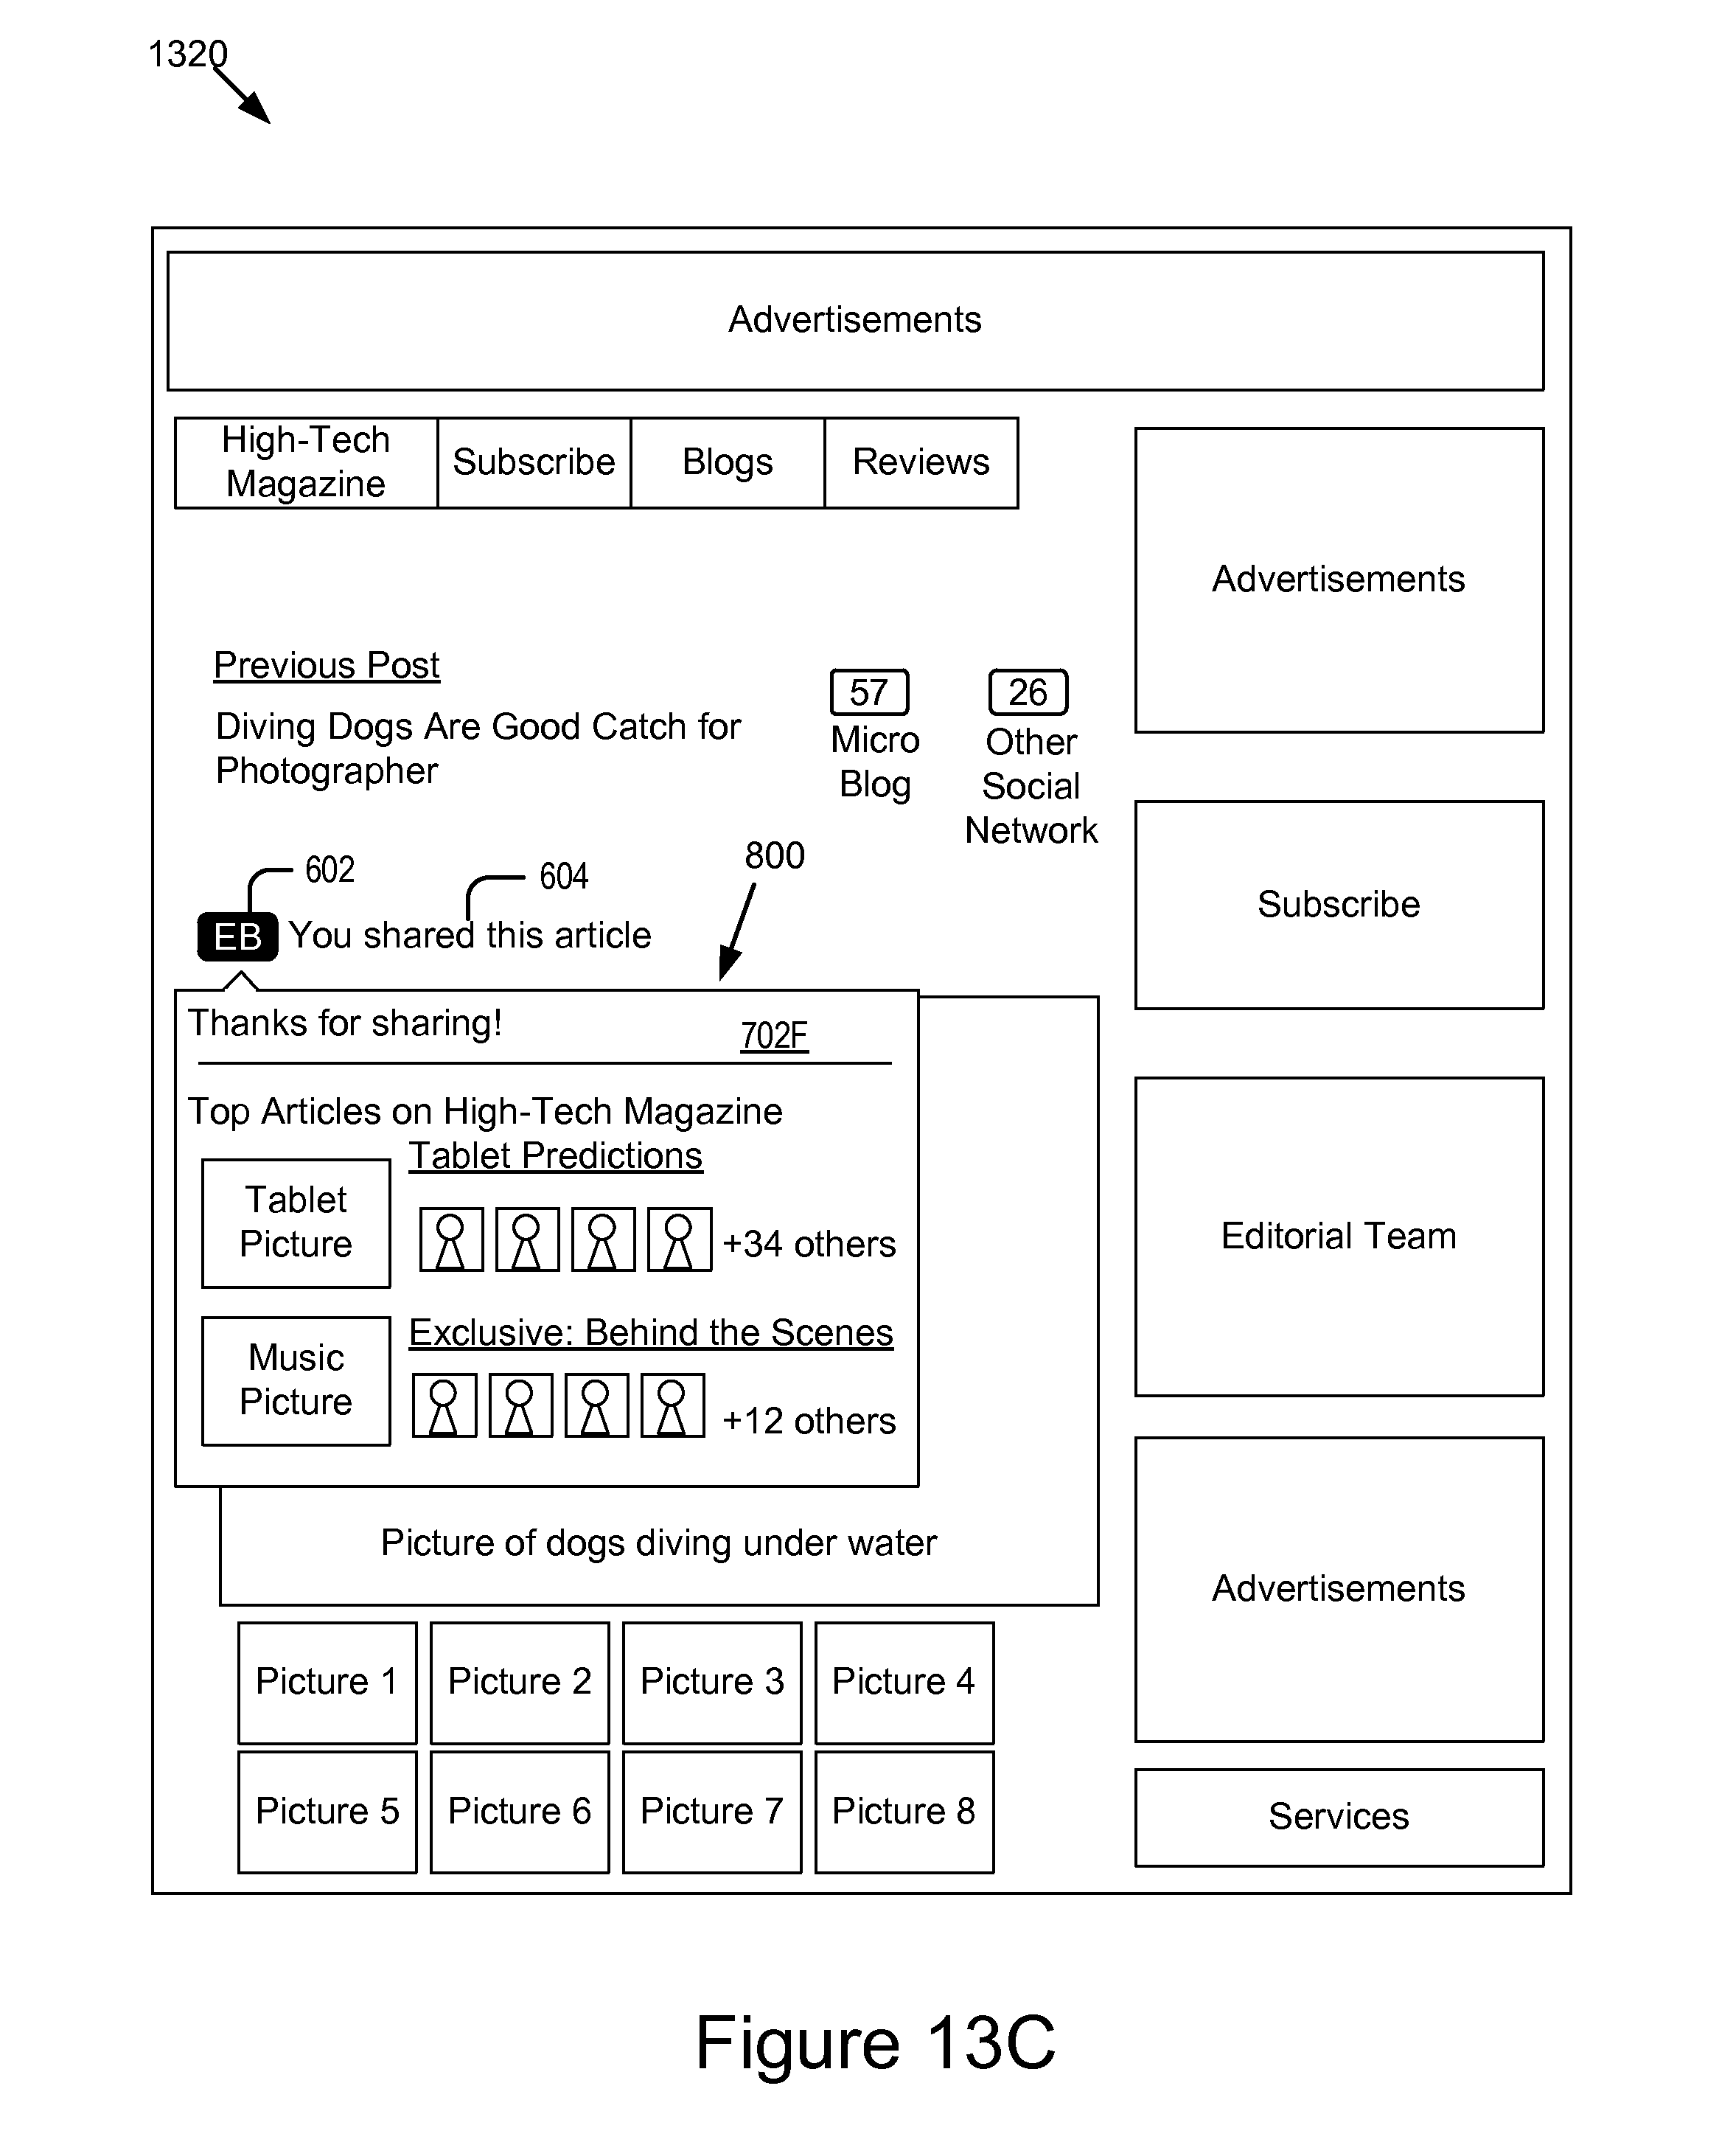 1320
Advertisements
High-Tech
Magazine
Subscribe
Blogs
Reviews
Advertisements
Previous Post
Diving Dogs Are Good Catch for
Photographer
57
Micro
Blog
26
Other
Social
Network
602
604
800
EB
You shared this article
Subscribe
Thanks for sharing!
702F
Top Articles on High-Tech Magazine
Tablet
Picture
Tablet Predictions
+34 others
Music
Picture
Exclusive: Behind the Scenes
+12 others
Editorial Team
Picture of dogs diving under water
Advertisements
Picture 1
Picture 2
Picture 3
Picture 4
Picture 5
Picture 6
Picture 7
Picture 8
Services
Figure 13C